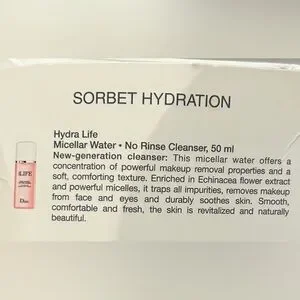 SORBET HYDRATION
Hydra Life
Micellar Water • No Rinse Cleanser, 50 ml
New-generation cleanser: This micellar water offers a
concentration of powerful makeup removal properties and a
soft, comforting texture. Enriched in Echinacea flower extract
and powerful micelles, it traps all impurities, removes makeup
from face and eyes and durably soothes skin. Smooth,
comfortable and fresh, the skin is revitalized and naturally
beautiful.
LIFE
Dior